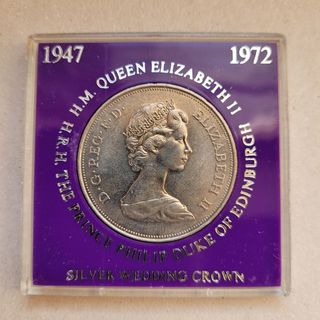 1947 1972
H.M. QUEEN ELIZABETH II
H.R.H. THE PRINCE PHILIP DUKE OF EDINBURGH
D·G·REG·F·D· ELIZABETH II
SILVER WEDDING CROWN